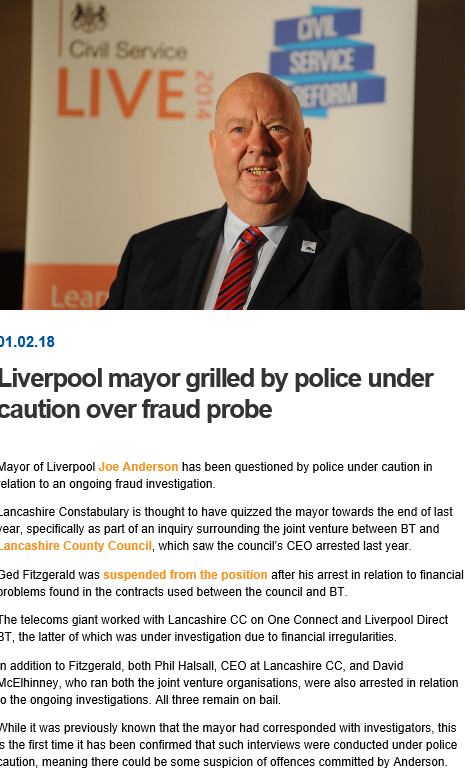 Civil Service
LIVE
2014
CIVIL
SERVICE
REFORM
Learn
01.02.18
Liverpool mayor grilled by police under
caution over fraud probe
Mayor of Liverpool Joe Anderson has been questioned by police under caution in
relation to an ongoing fraud investigation.
Lancashire Constabulary is thought to have quizzed the mayor towards the end of last
year, specifically as part of an inquiry surrounding the joint venture between BT and
Lancashire County Council, which saw the council's CEO arrested last year.
Ged Fitzgerald was suspended from the position after his arrest in relation to financial
problems found in the contracts used between the council and BT.
The telecoms giant worked with Lancashire CC on One Connect and Liverpool Direct
BT, the latter of which was under investigation due to financial irregularities.
In addition to Fitzgerald, both Phil Halsall, CEO at Lancashire CC, and David
McElhinney, who ran both the joint venture organisations, were also arrested in relation
to the ongoing investigations. All three remain on bail.
While it was previously known that the mayor had corresponded with investigators, this
is the first time it has been confirmed that such interviews were conducted under police
caution, meaning there could be some suspicion of offences committed by Anderson.